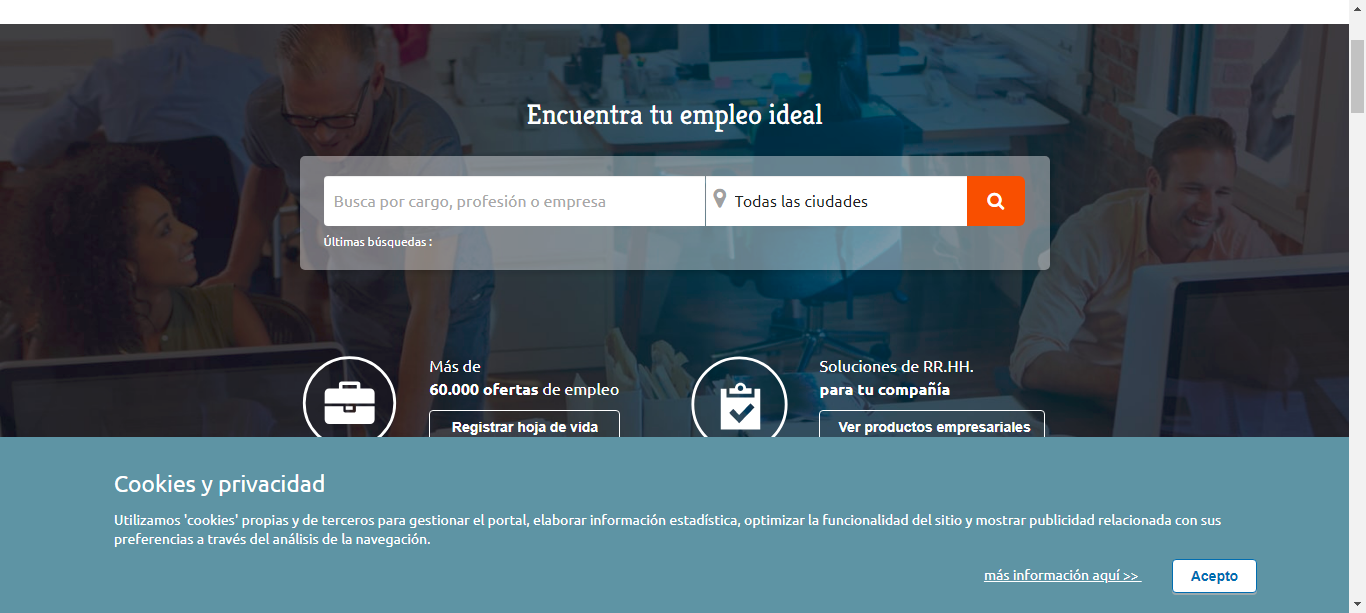 Encuentra tu empleo ideal
Busca por cargo, profesión o empresa
Todas las ciudades
Últimas búsquedas :
Más de
60.000 ofertas de empleo
Registrar hoja de vida
Soluciones de RR.HH.
para tu compañía
Ver productos empresariales
Cookies y privacidad
Utilizamos 'cookies' propias y de terceros para gestionar el portal, elaborar información estadística, optimizar la funcionalidad del sitio y mostrar publicidad relacionada con sus
preferencias a través del análisis de la navegación.
más información aquí >>
Acepto